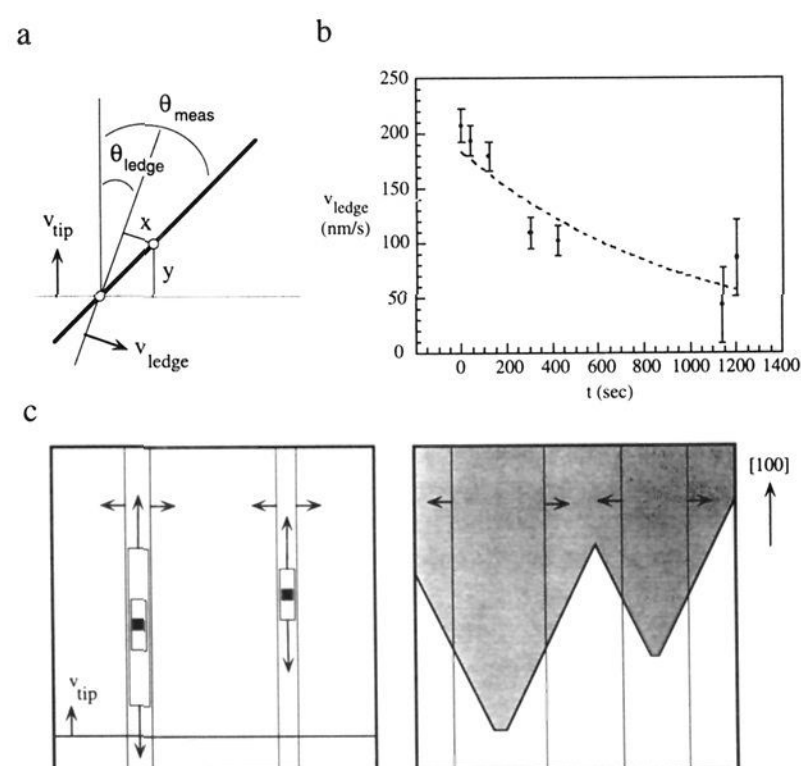 a
θmeas
θledge
vtip
x
y
vledge
b
250
200
150
100
50
0
vledge
(nm/s)
0 200 400 600 800 1000 1200 1400
t (sec)
c
vtip
[100]